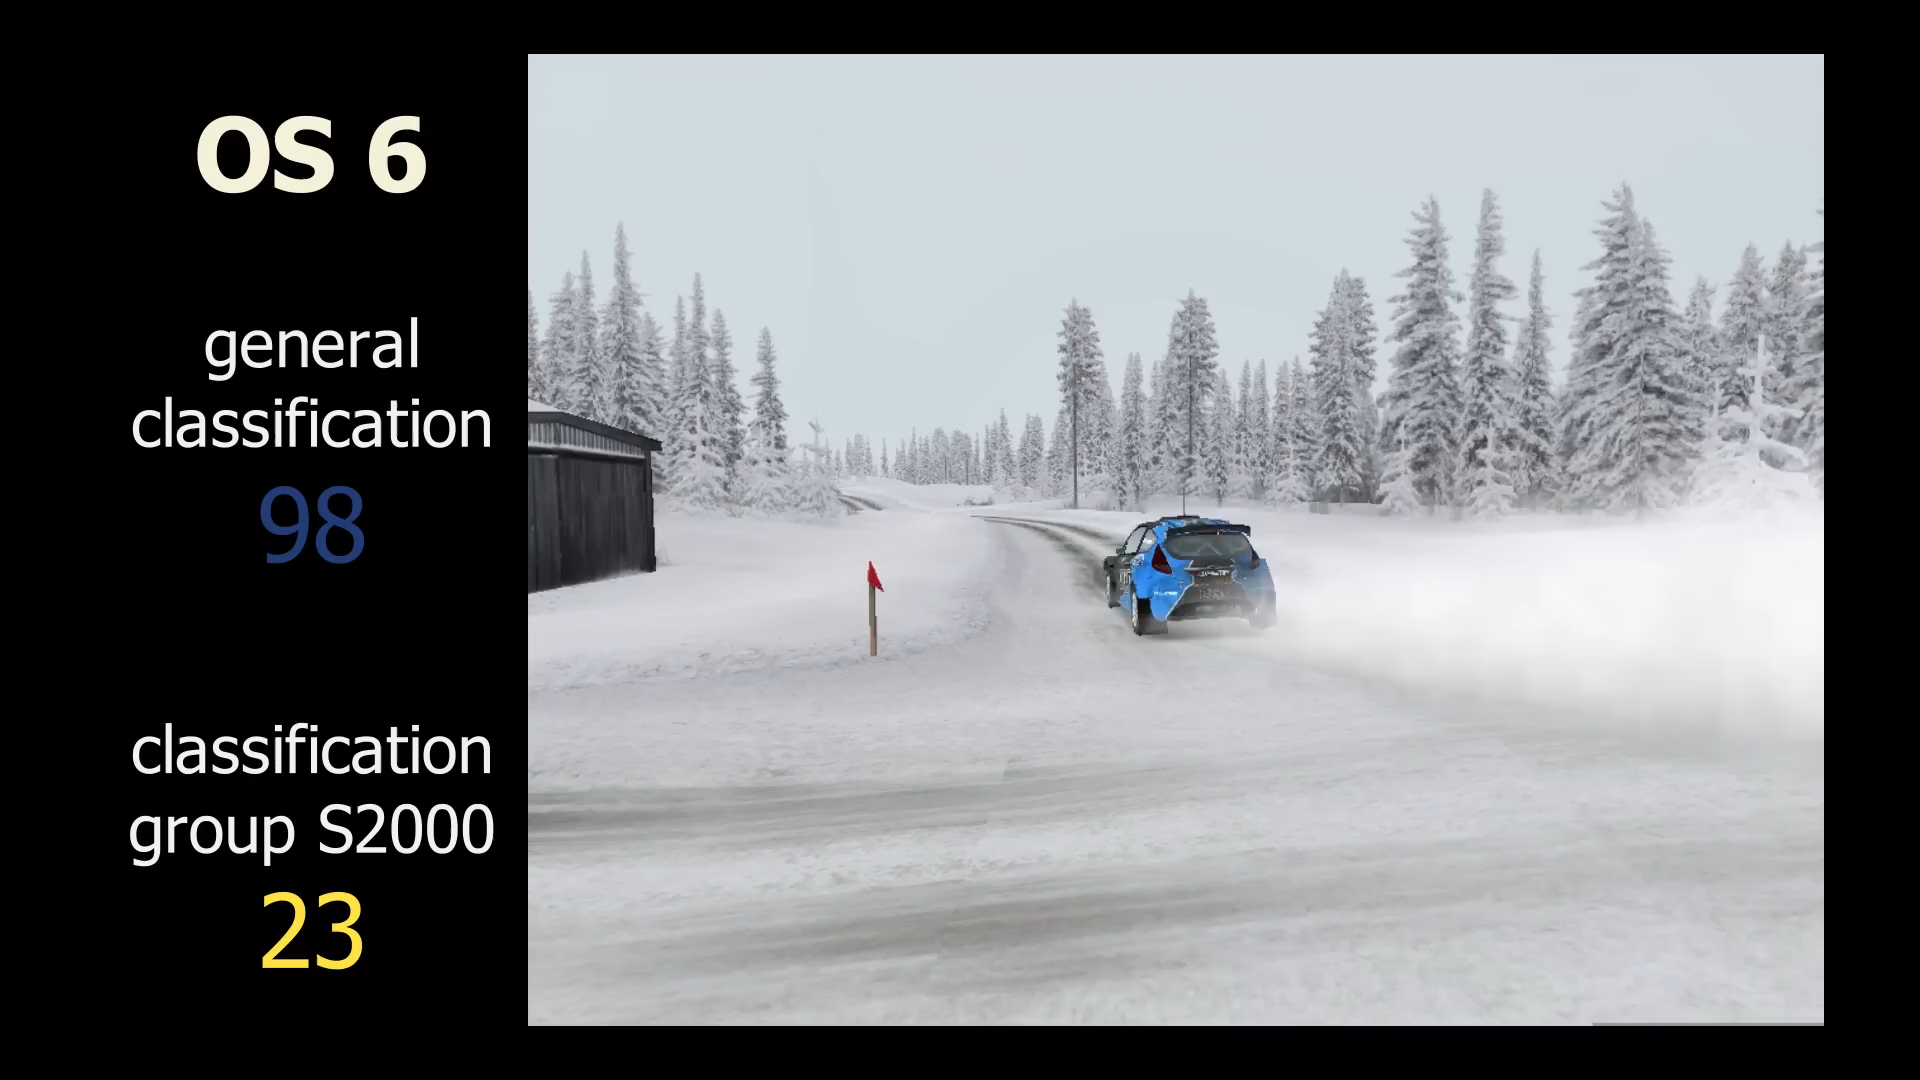 OS 6
general
classification
98
classification
group S2000
23